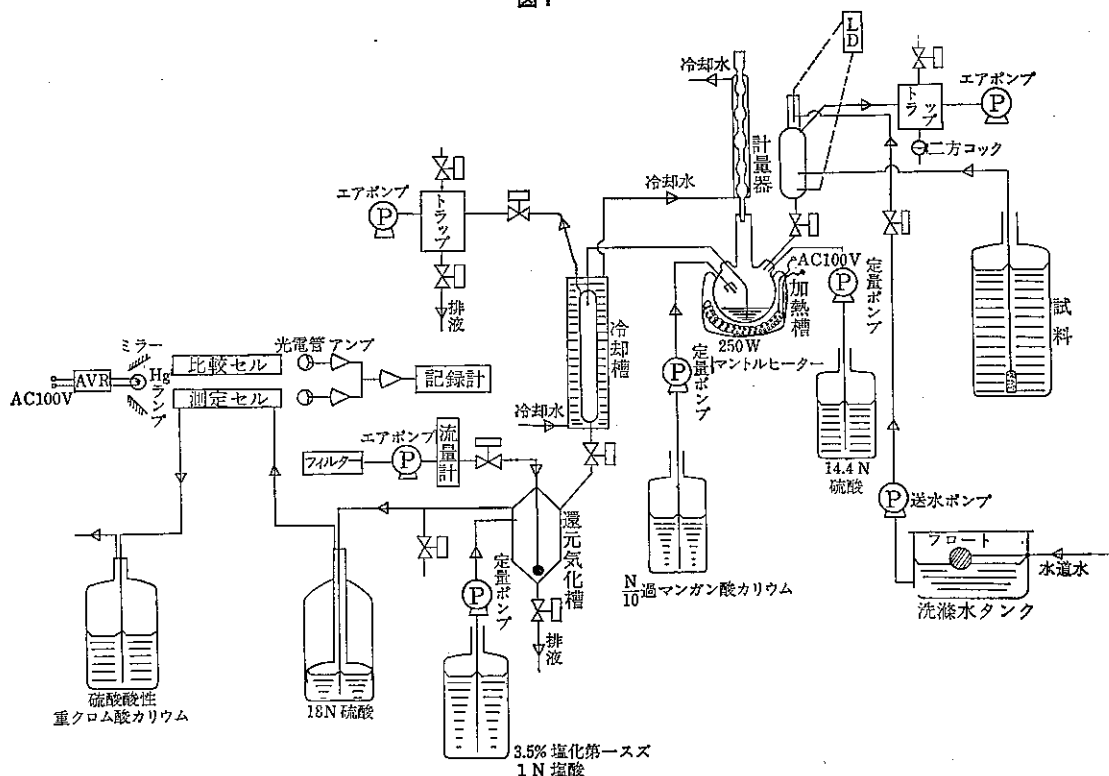 図1
L
D
冷却水
トラップ
エアポンプ
P
二方コック
計量器
冷却水
エアポンプ
P
トラップ
排液
AC100V
P
定量ポンプ
加熱槽
250W
マントルヒーター
試料
冷却槽
定量ポンプ
P
ミラー
光電管 アンプ
比較セル
AVR
Hgランプ
記録計
AC100V
測定セル
冷却水
エアポンプ
流量計
フィルター
P
14.4 N
硫酸
P
送水ポンプ
フロート
水道水
洗滌水タンク
還元気化槽
定量ポンプ
P
N/10 過マンガン酸カリウム
排液
硫酸酸性
重クロム酸カリウム
18N 硫酸
3.5% 塩化第一スズ
1 N 塩酸